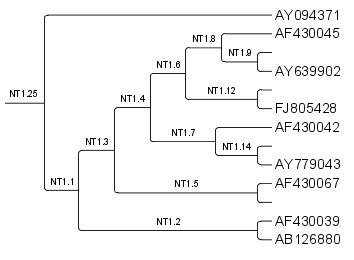 AY094371
AF430045
NT1.8
NT1.9
NT1.6
AY639902
NT1.12
NT1.25
NT1.4
FJ805428
AF430042
NT1.7
NT1.3
NT1.14
AY779043
NT1.5
AF430067
NT1.1
AF430039
NT1.2
AB126880